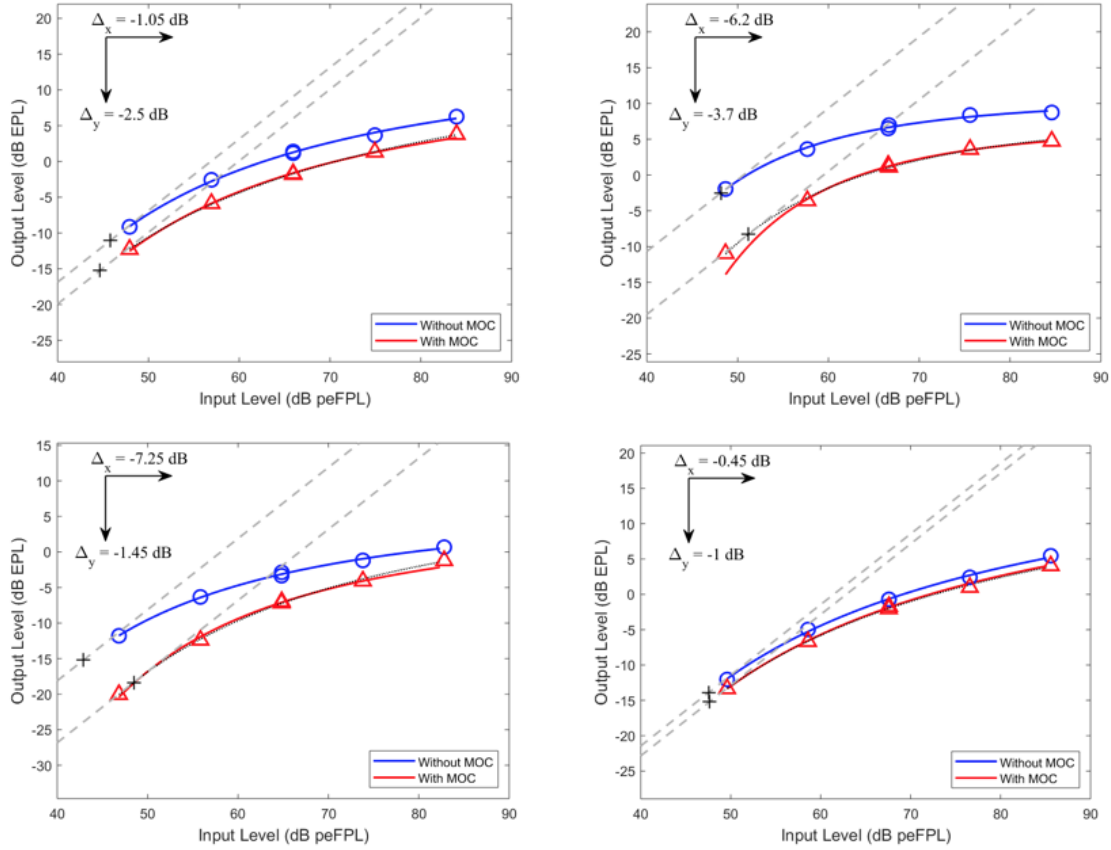 Δx = -1.05 dB
Δy = -2.5 dB
20
15
10
5
0
-5
-10
-15
-20
-25
Output Level (dB EPL)
40 50 60 70 80 90
Input Level (dB peFPL)
Without MOC
With MOC
Δx = -6.2 dB
Δy = -3.7 dB
20
15
10
5
0
-5
-10
-15
-20
-25
Output Level (dB EPL)
40 50 60 70 80 90
Input Level (dB peFPL)
Without MOC
With MOC
Δx = -7.25 dB
Δy = -1.45 dB
15
10
5
0
-5
-10
-15
-20
-25
-30
Output Level (dB EPL)
40 50 60 70 80 90
Input Level (dB peFPL)
Without MOC
With MOC
Δx = -0.45 dB
Δy = -1 dB
20
15
10
5
0
-5
-10
-15
-20
-25
Output Level (dB EPL)
40 50 60 70 80 90
Input Level (dB peFPL)
Without MOC
With MOC